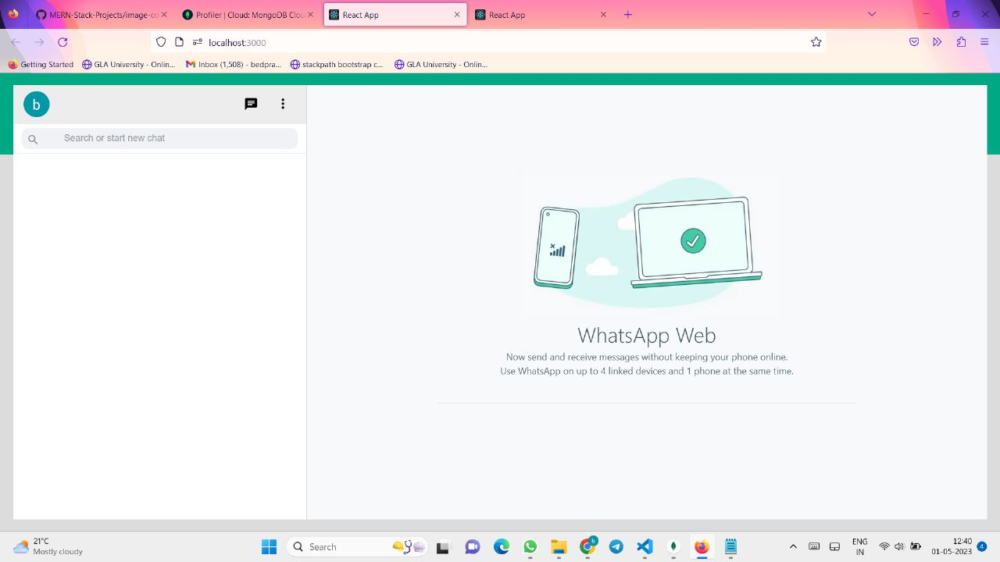 MERN-Stack-Projects/image-co
Profiler | Cloud: MongoDB Clou
React App
React App
localhost:3000
Getting Started
GLA University - Onlin...
Inbox (1,508) - bedpra...
stackpath bootstrap c...
GLA University - Onlin...
b
Search or start new chat
WhatsApp Web
Now send and receive messages without keeping your phone online.
Use WhatsApp on up to 4 linked devices and 1 phone at the same time.
21°C
Mostly cloudy
Search
b
ENG
IN
12:40
01-05-2023
4